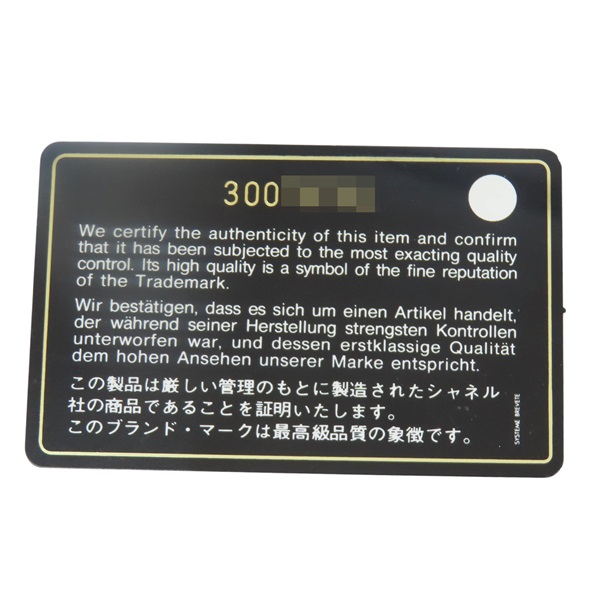 300
We certify the authenticity of this item and confirm
that it has been subjected to the most exacting quality
control. Its high quality is a symbol of the fine reputation
of the Trademark.
Wir bestätigen, dass es sich um einen Artikel handelt,
der während seiner Herstellung strengsten Kontrollen
unterworfen war, und dessen erstklassige Qualität
dem hohen Ansehen unserer Marke entspricht.
この製品は厳しい管理のもとに製造されたシャネル
社の商品であることを証明いたします。
このブランド・マークは最高級品質の象徴です。
SYSTEME BREVETE